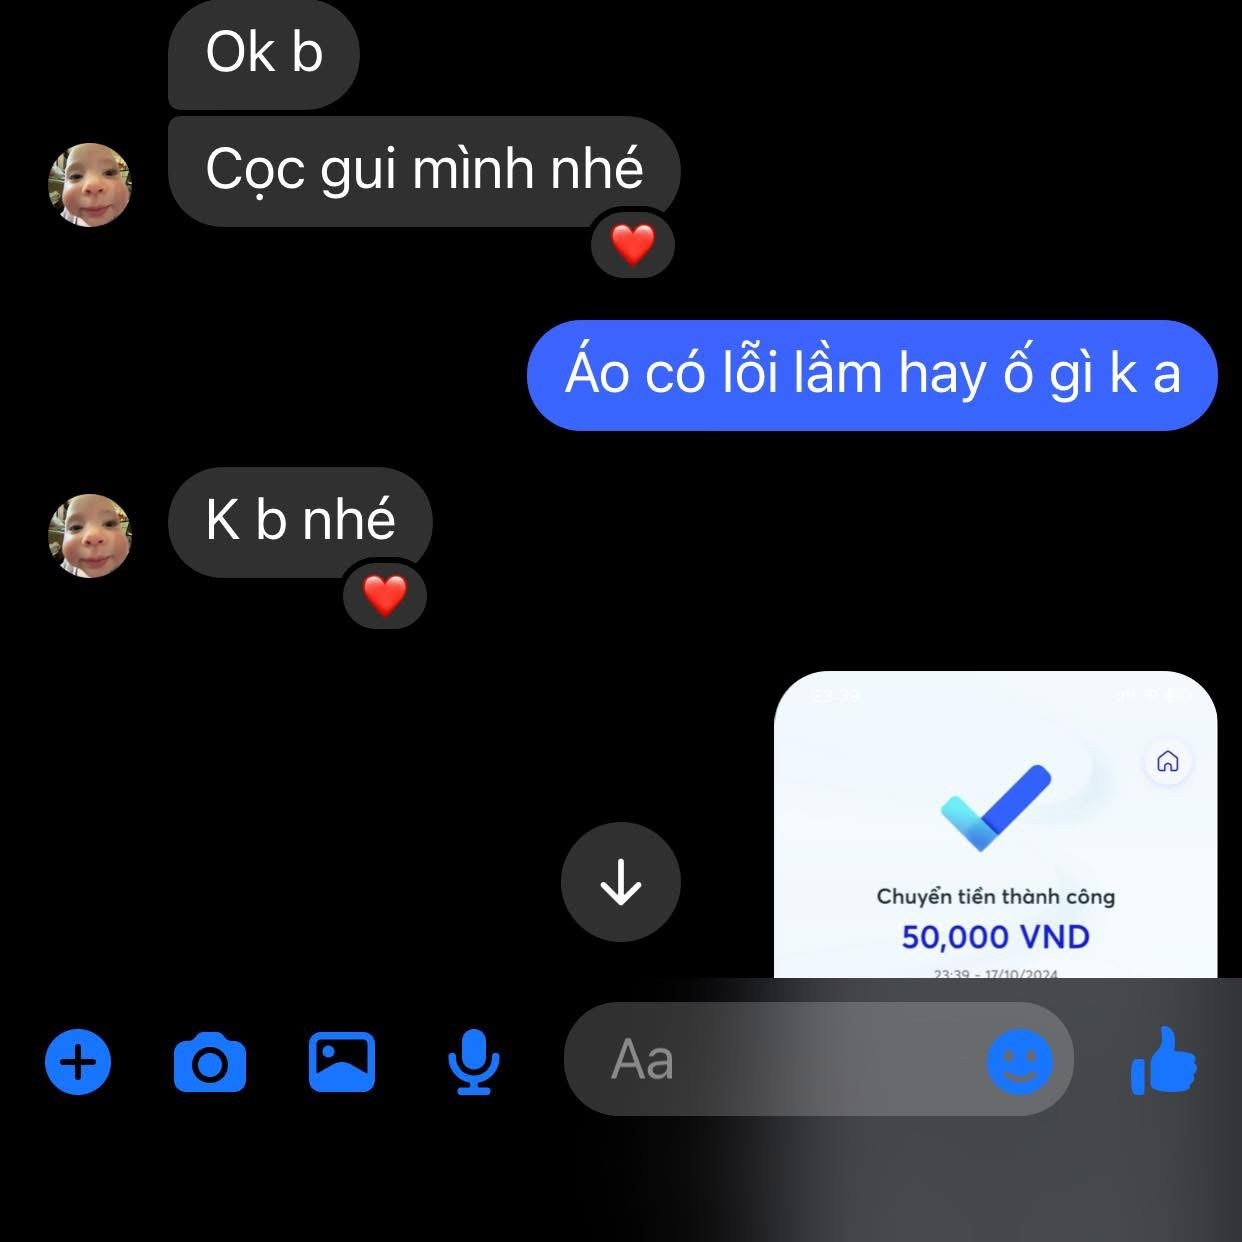 Ok b
Cọc gui mình nhé
Áo có lỗi lầm hay ố gì k a
K b nhé
23:39
Chuyển tiền thành công
50,000 VND
23:39 - 17/10/2024
Aa